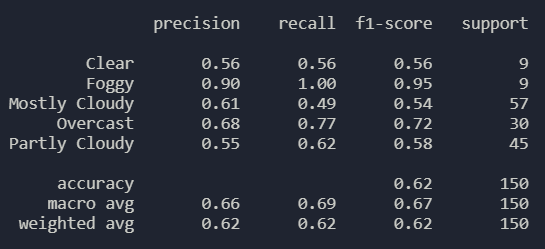 precision recall f1-score support
Clear 0.56 0.56 0.56 9
Foggy 0.90 1.00 0.95 9
Mostly Cloudy 0.61 0.49 0.54 57
Overcast 0.68 0.77 0.72 30
Partly Cloudy 0.55 0.62 0.58 45
accuracy 0.62 150
macro avg 0.66 0.69 0.67 150
weighted avg 0.62 0.62 0.62 150